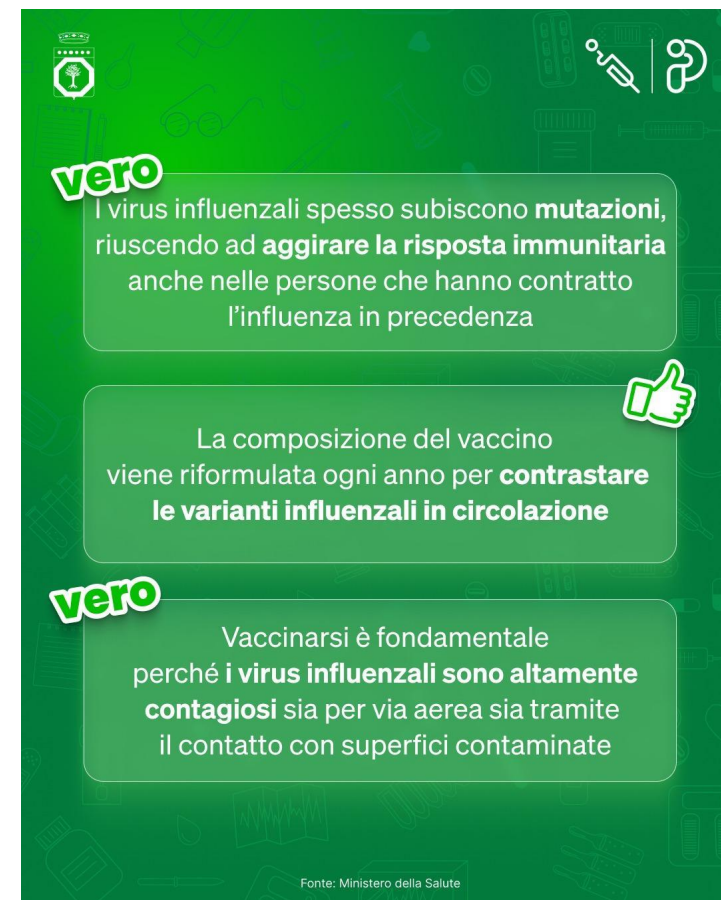 vero
I virus influenzali spesso subiscono mutazioni,
riuscendo ad aggirare la risposta immunitaria
anche nelle persone che hanno contratto
l’influenza in precedenza
La composizione del vaccino
viene riformulata ogni anno per contrastare
le varianti influenzali in circolazione
vero
Vaccinarsi è fondamentale
perché i virus influenzali sono altamente
contagiosi sia per via aerea sia tramite
il contatto con superfici contaminate
Fonte: Ministero della Salute